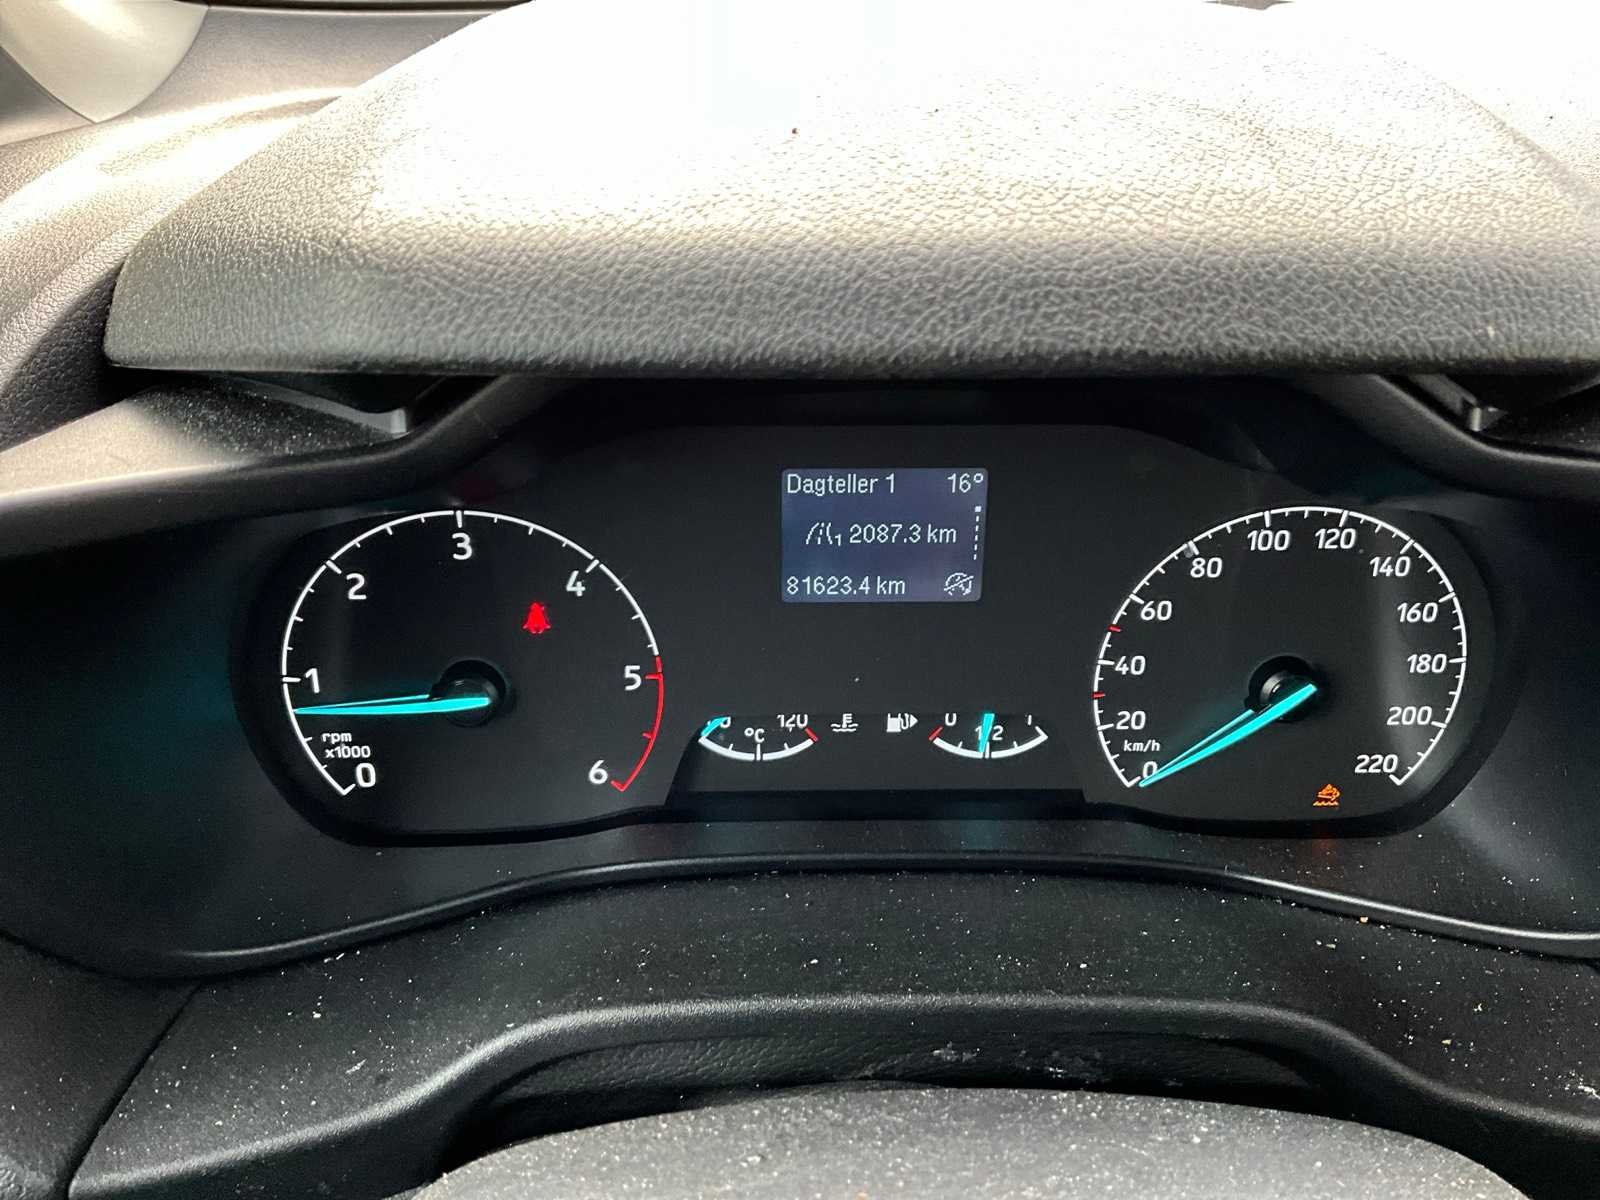 Dagteller 1 16°
1 2087.3 km
81623.4 km
0 1 2 3 4 5 6
rpm
x1000
120
°C
0 1/2 1
0 20 40 60 80 100 120 140 160 180 200 220
km/h